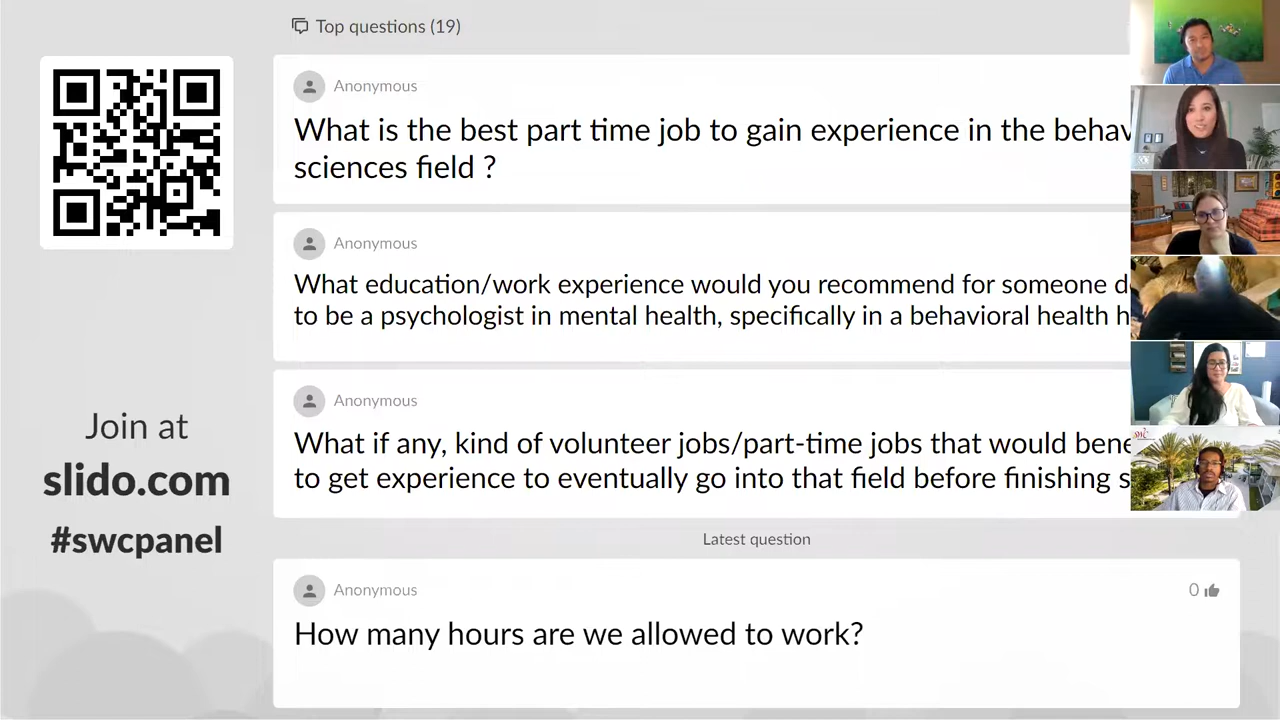 Top questions (19)
Anonymous
What is the best part time job to gain experience in the
sciences field ?
Anonymous
What education/work experience would you recommend for someone
to be a psychologist in mental health, specifically in a behavioral health
Anonymous
What if any, kind of volunteer jobs/part-time jobs that would
to get experience to eventually go into that field before finishing
Join at
slido.com
#swcpanel
Latest question
Anonymous
0
How many hours are we allowed to work?